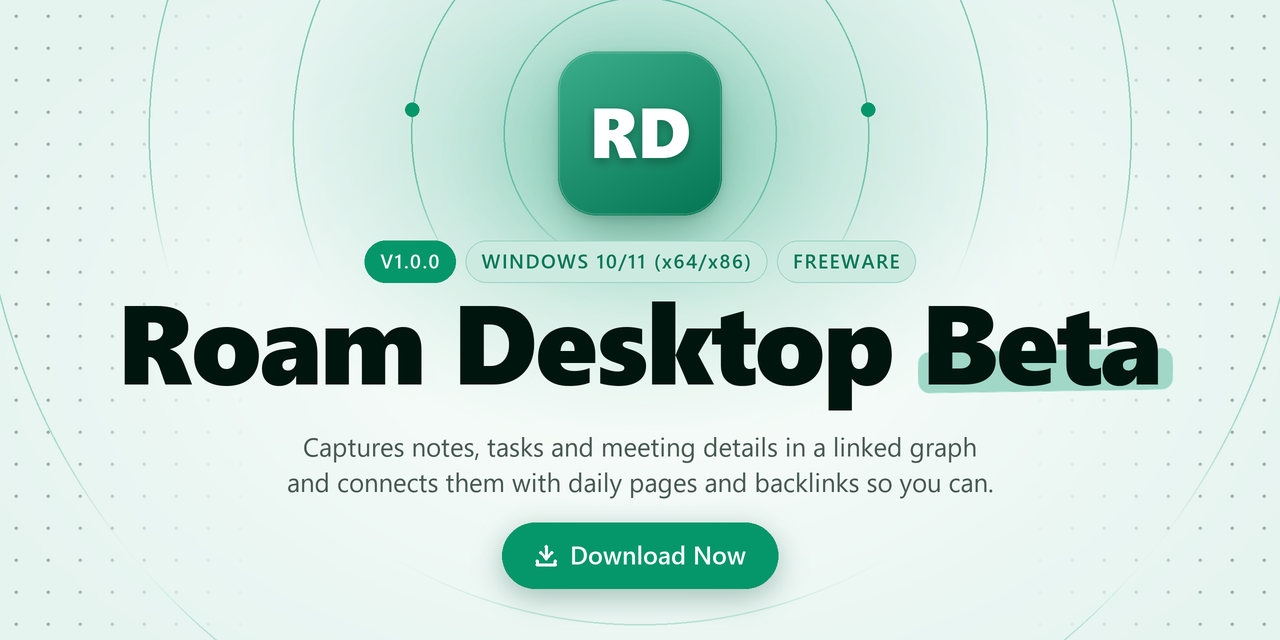 RD
V1.0.0 WINDOWS 10/11 (x64/x86) FREEWARE
Roam Desktop Beta
Captures notes, tasks and meeting details in a linked graph
and connects them with daily pages and backlinks so you can.
Download Now